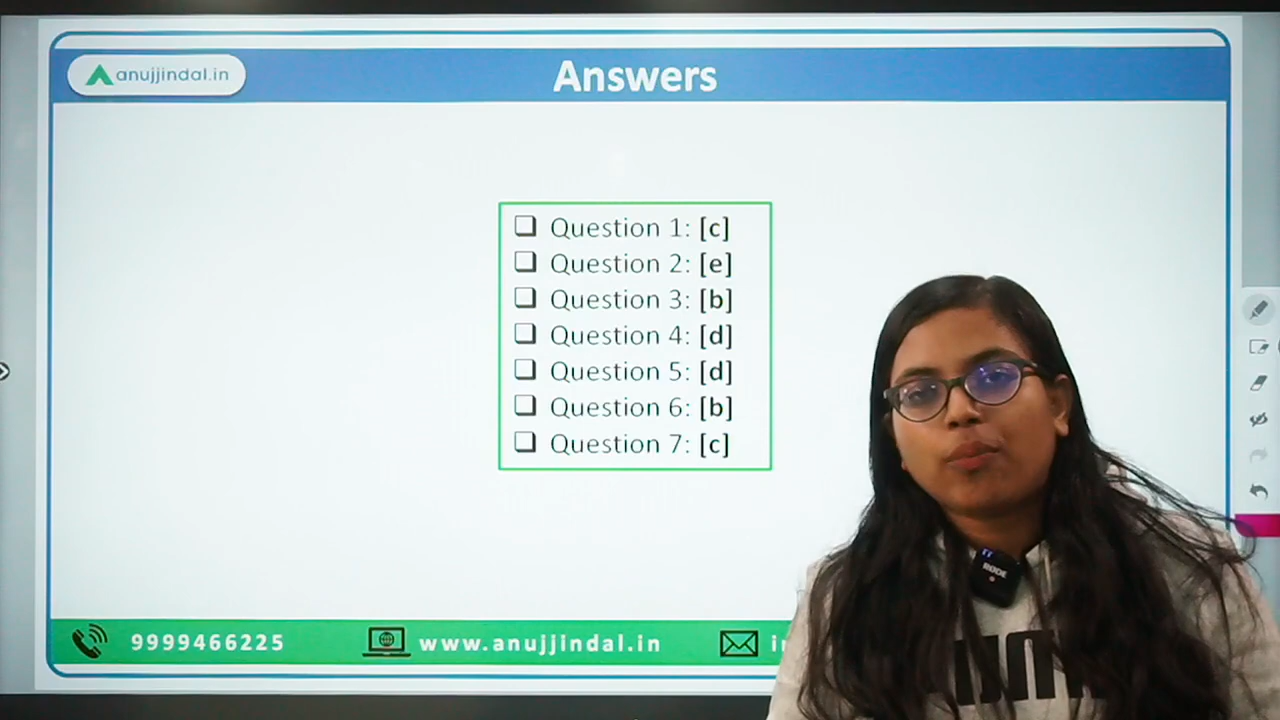 anujjindal.in
Answers
Question 1: [c]
Question 2: [e]
Question 3: [b]
Question 4: [d]
Question 5: [d]
Question 6: [b]
Question 7: [c]
9999466225
www.anujjindal.in
RODE